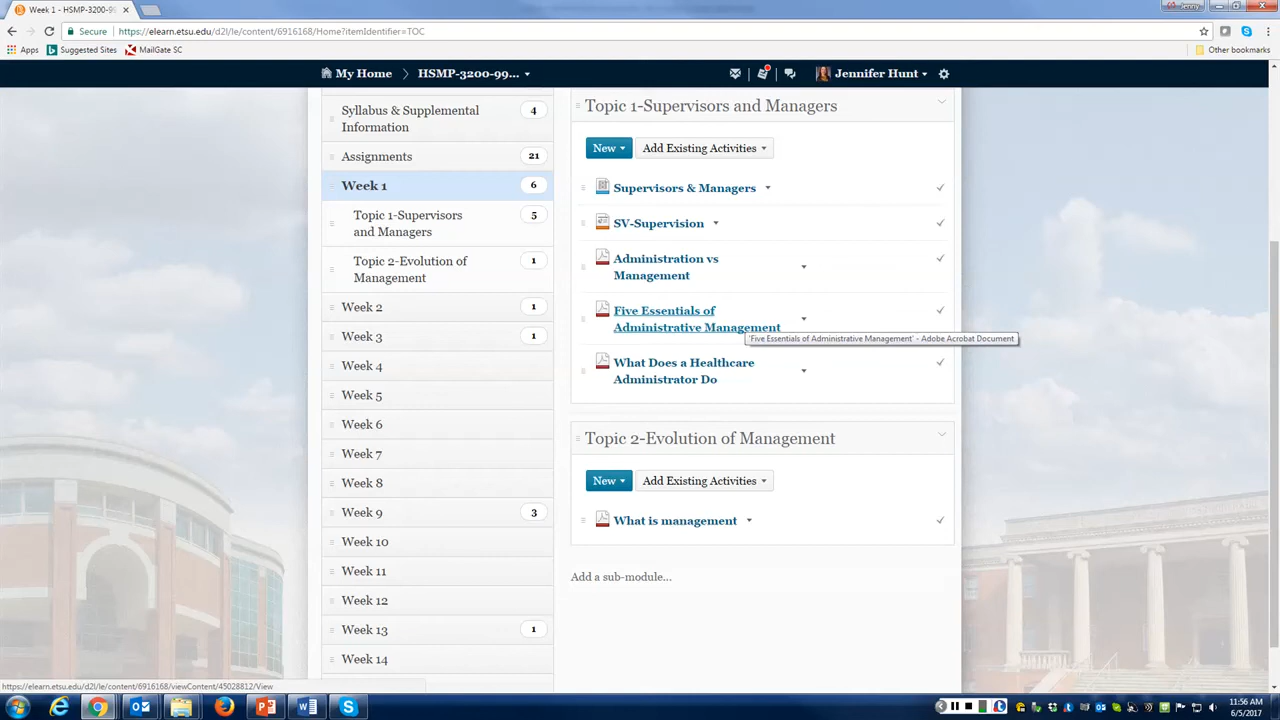 Week 1 - HSMP-3200-99
Jenny
Secure
https://elearn.etsu.edu/d2l/le/content/6916168/Home?itemIdentifier=TOC
Apps
Suggested Sites
MailGate SC
Other bookmarks
My Home
HSMP-3200-99...
Jennifer Hunt
Syllabus & Supplemental
Information
4
Assignments
21
Week 1
6
Topic 1-Supervisors
and Managers
5
Topic 2-Evolution of
Management
1
Week 2
1
Week 3
1
Week 4
Week 5
Week 6
Week 7
Week 8
Week 9
3
Week 10
Week 11
Week 12
Week 13
1
Week 14
Topic 1-Supervisors and Managers
New
Add Existing Activities
Supervisors & Managers
SV-Supervision
Administration vs
Management
Five Essentials of
Administrative Management
'Five Essentials of Administrative Management' - Adobe Acrobat Document
What Does a Healthcare
Administrator Do
Topic 2-Evolution of Management
New
Add Existing Activities
What is management
Add a sub-module...
https://elearn.etsu.edu/d2l/le/content/6916168/viewContent/45028812/View
11:56 AM
6/5/2017